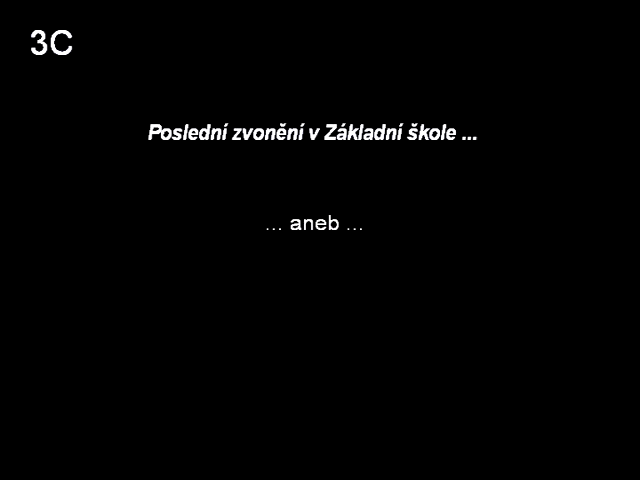 3C
Poslední zvonění v Základní škole ...
... aneb ...